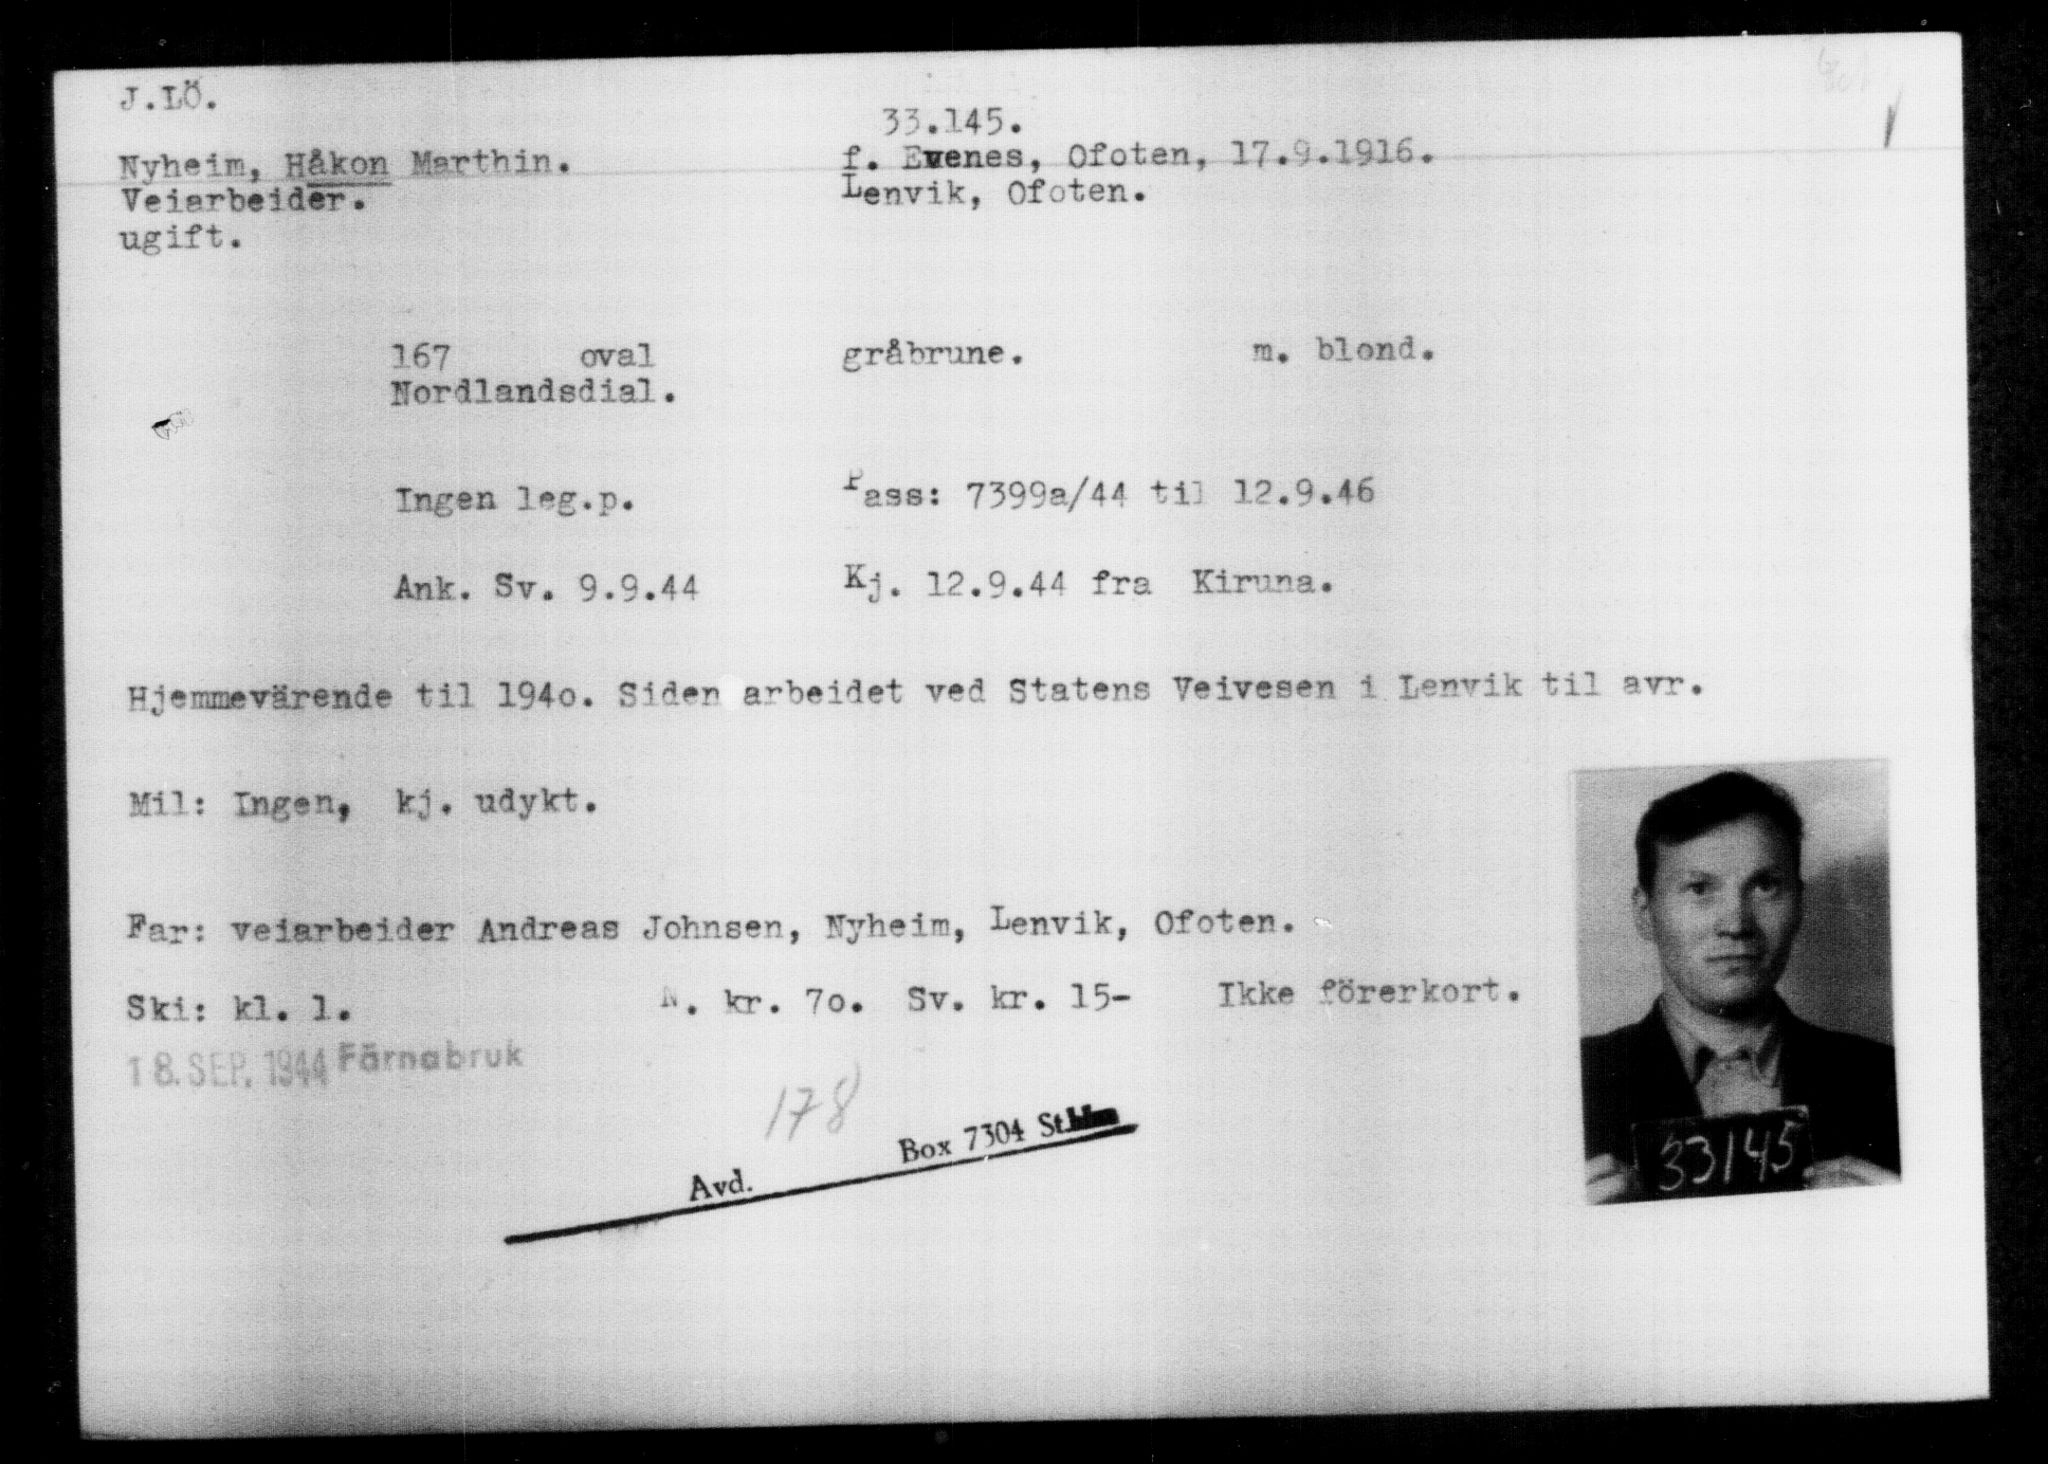 J.LÖ.
33.145.
Nyheim, Håkon Marthin. f. Evenes, Ofoten, 17.9.1916.
Veiarbeider. Lenvik, Ofoten.
ugift.
167 oval gråbrune. m. blond.
Nordlandsdial.
Ingen leg.p. Pass: 7399a/44 til 12.9.46
Ank. Sv. 9.9.44 Kj. 12.9.44 fra Kiruna.
Hjemmevärende til 194o. Siden arbeidet ved Statens Veivesen i Lenvik til avr.
Mil: Ingen, kj. udykt.
Far: veiarbeider Andreas Johnsen, Nyheim, Lenvik, Ofoten.
Ski: kl. 1. N. kr. 7o. Sv. kr. 15- Ikke förerkort.
18. SEP. 1944 Färnabruk
178
Avd. Box 7304 St.
33145